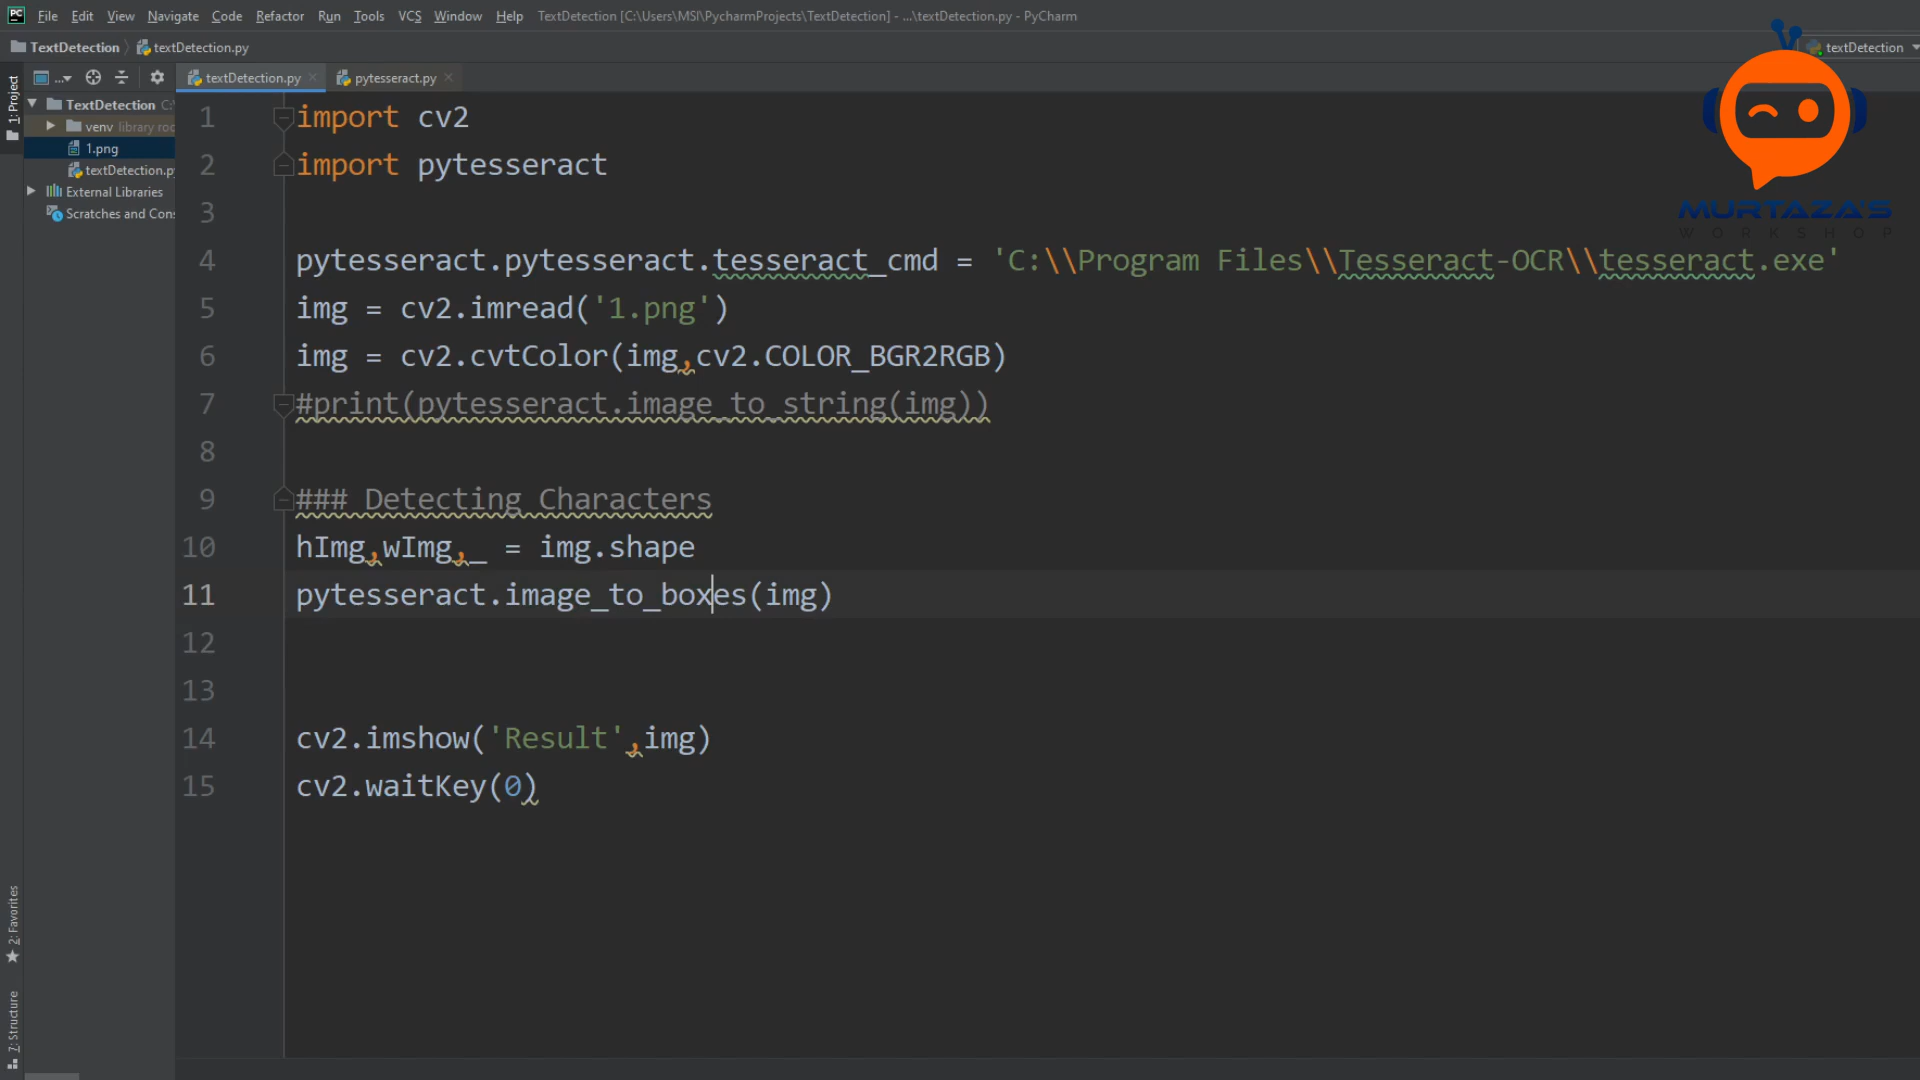 File Edit View Navigate Code Refactor Run Tools VCS Window Help TextDetection [C:\Users\MSI\PycharmProjects\TextDetection] - ...\textDetection.py - PyCharm
TextDetection textDetection.py
textDetection
... textDetection.py pytesseract.py
1: Project
TextDetection C:\
venv library roo
1.png
textDetection.py
External Libraries
Scratches and Cons
MURTAZA'S
WORKSHOP
1 import cv2
2 import pytesseract
3
4 pytesseract.pytesseract.tesseract_cmd = 'C:\\Program Files\\Tesseract-OCR\\tesseract.exe'
5 img = cv2.imread('1.png')
6 img = cv2.cvtColor(img,cv2.COLOR_BGR2RGB)
7 #print(pytesseract.image_to_string(img))
8
9 ### Detecting Characters
10 hImg,wImg,_ = img.shape
11 pytesseract.image_to_boxes(img)
12
13
14 cv2.imshow('Result',img)
15 cv2.waitKey(0)
2: Favorites
7: Structure